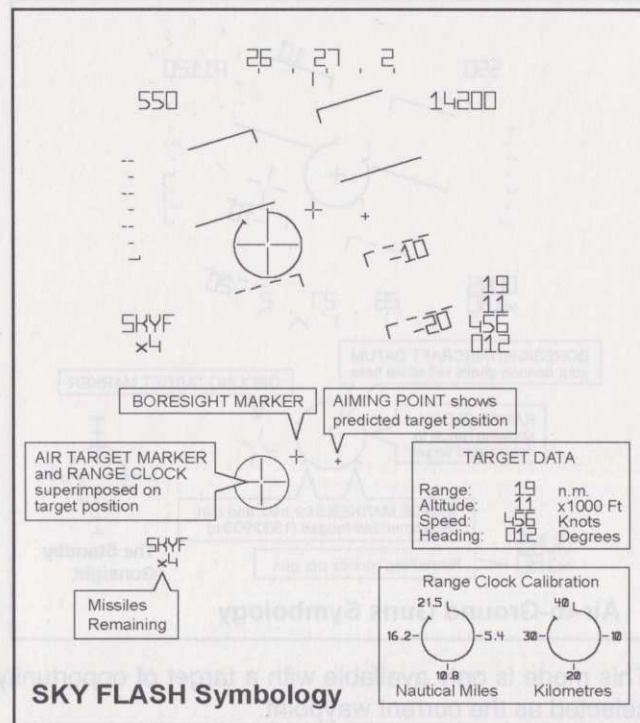 26 27 2
550
14200
-10
-20
19
11
456
012
SKYF
x4
BORESIGHT MARKER
AIMING POINT shows
predicted target position
AIR TARGET MARKER
and RANGE CLOCK
superimposed on
target position
TARGET DATA
Range: 19 n.m.
Altitude: 11 x1000 Ft
Speed: 456 Knots
Heading: 012 Degrees
SKYF
x4
Missiles
Remaining
Range Clock Calibration
21.5 40
16.2 5.4 30 10
10.8 20
Nautical Miles Kilometres
SKY FLASH Symbology